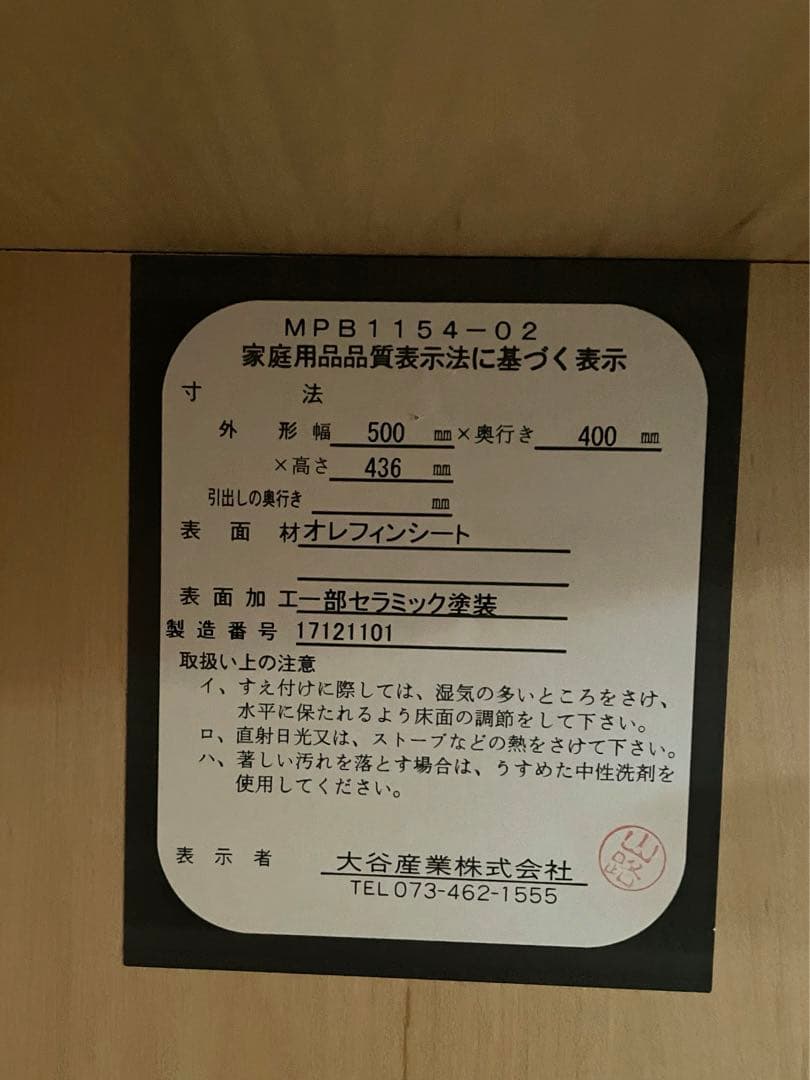 MPB1154-02
家庭用品品質表示法に基づく表示
寸法
外形幅 500 ㎜×奥行き 400 ㎜
×高さ 436 ㎜
引出しの奥行き ㎜
表面材オレフィンシート
表面加工一部セラミック塗装
製造番号 17121101
取扱い上の注意
イ、すえ付けに際しては、湿気の多いところをさけ、
水平に保たれるよう床面の調節をして下さい。
ロ、直射日光又は、ストーブなどの熱をさけて下さい。
ハ、著しい汚れを落とす場合は、うすめた中性洗剤を
使用してください。
表示者 大谷産業株式会社
山路
TEL073-462-1555